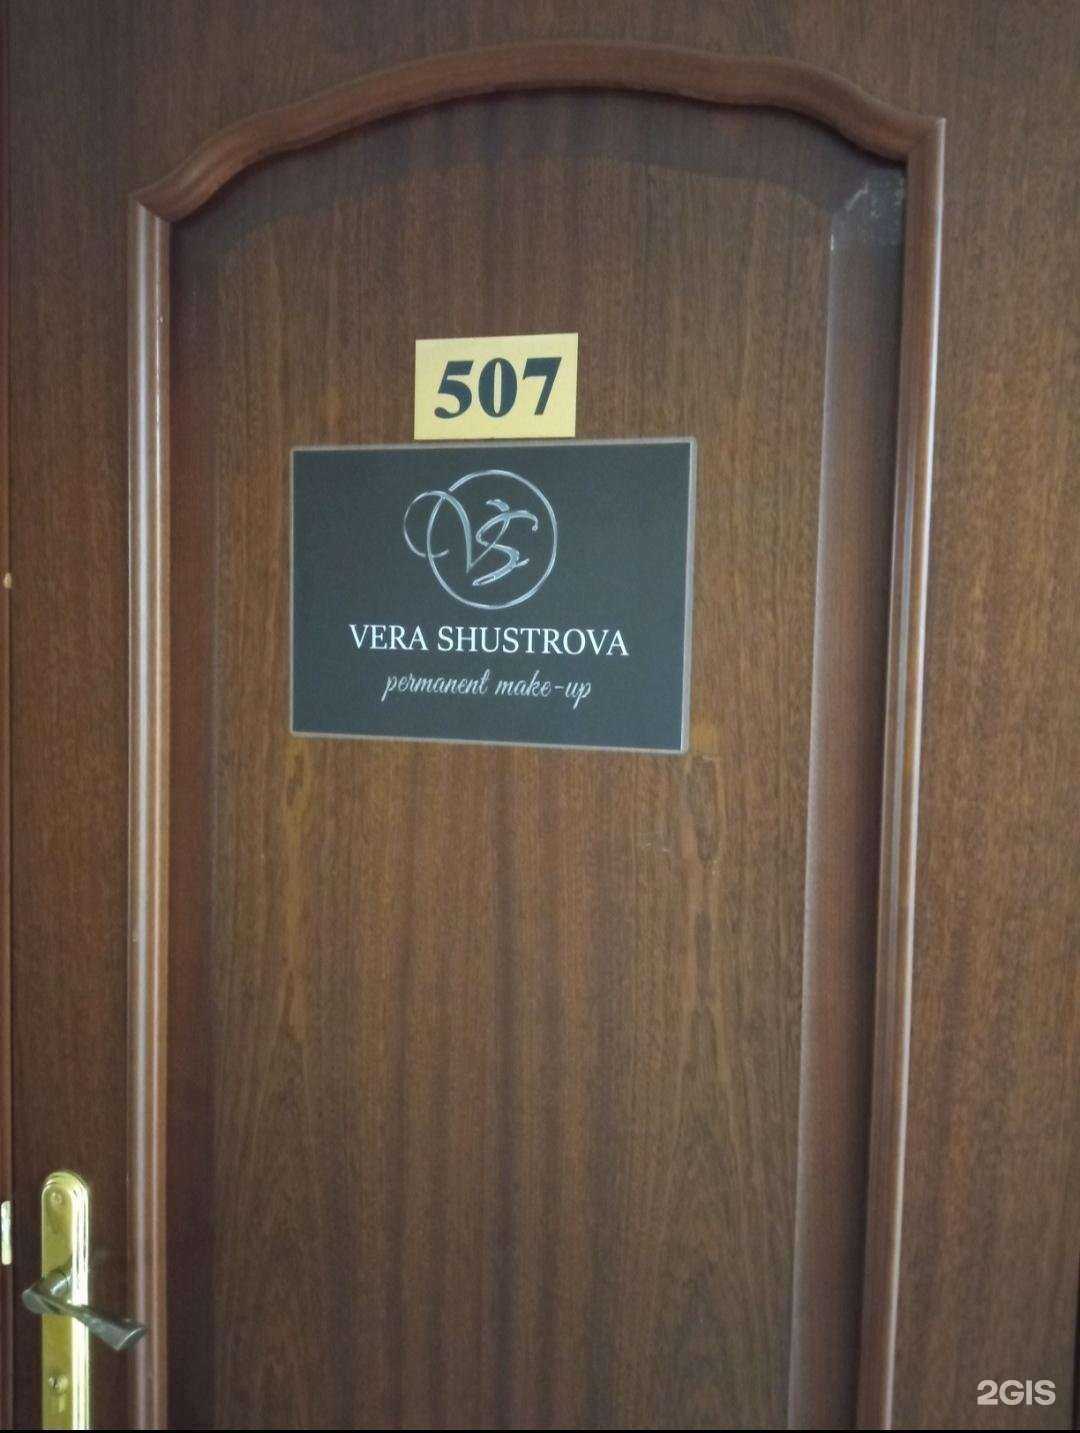 507
VS
VERA SHUSTROVA
permanent make-up
2GIS